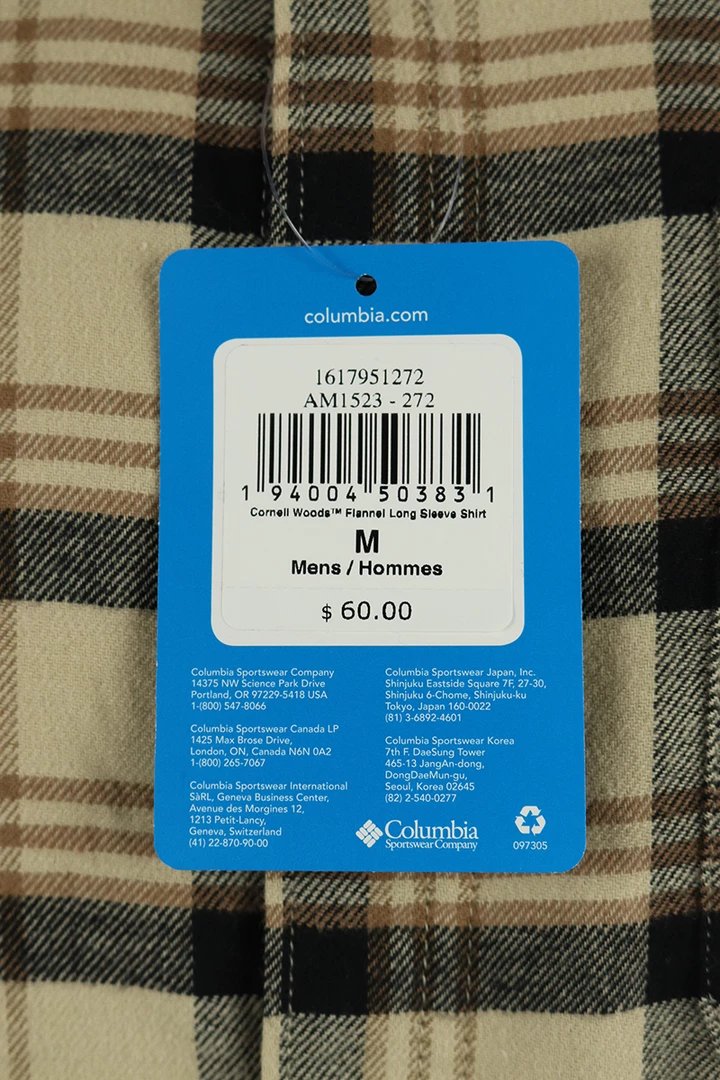 columbia.com
1617951272
AM1523 - 272
1 94004 50383 1
Cornell Woods™ Flannel Long Sleeve Shirt
M
Mens / Hommes
$ 60.00
Columbia Sportswear Company
14375 NW Science Park Drive
Portland, OR 97229-5418 USA
1-(800) 547-8066
Columbia Sportswear Canada LP
1425 Max Brose Drive,
London, ON, Canada N6N 0A2
1-(800) 265-7067
Columbia Sportswear International
SàRL, Geneva Business Center,
Avenue des Morgines 12,
1213 Petit-Lancy,
Geneva, Switzerland
(41) 22-870-90-00
Columbia Sportswear Japan, Inc.
Shinjuku Eastside Square 7F, 27-30,
Shinjuku 6-Chome, Shinjuku-ku
Tokyo, Japan 160-0022
(81) 3-6892-4601
Columbia Sportswear Korea
7th F. DaeSung Tower
465-13 JangAn-dong,
DongDaeMun-gu,
Seoul, Korea 02645
(82) 2-540-0277
Columbia
Sportswear Company
097305